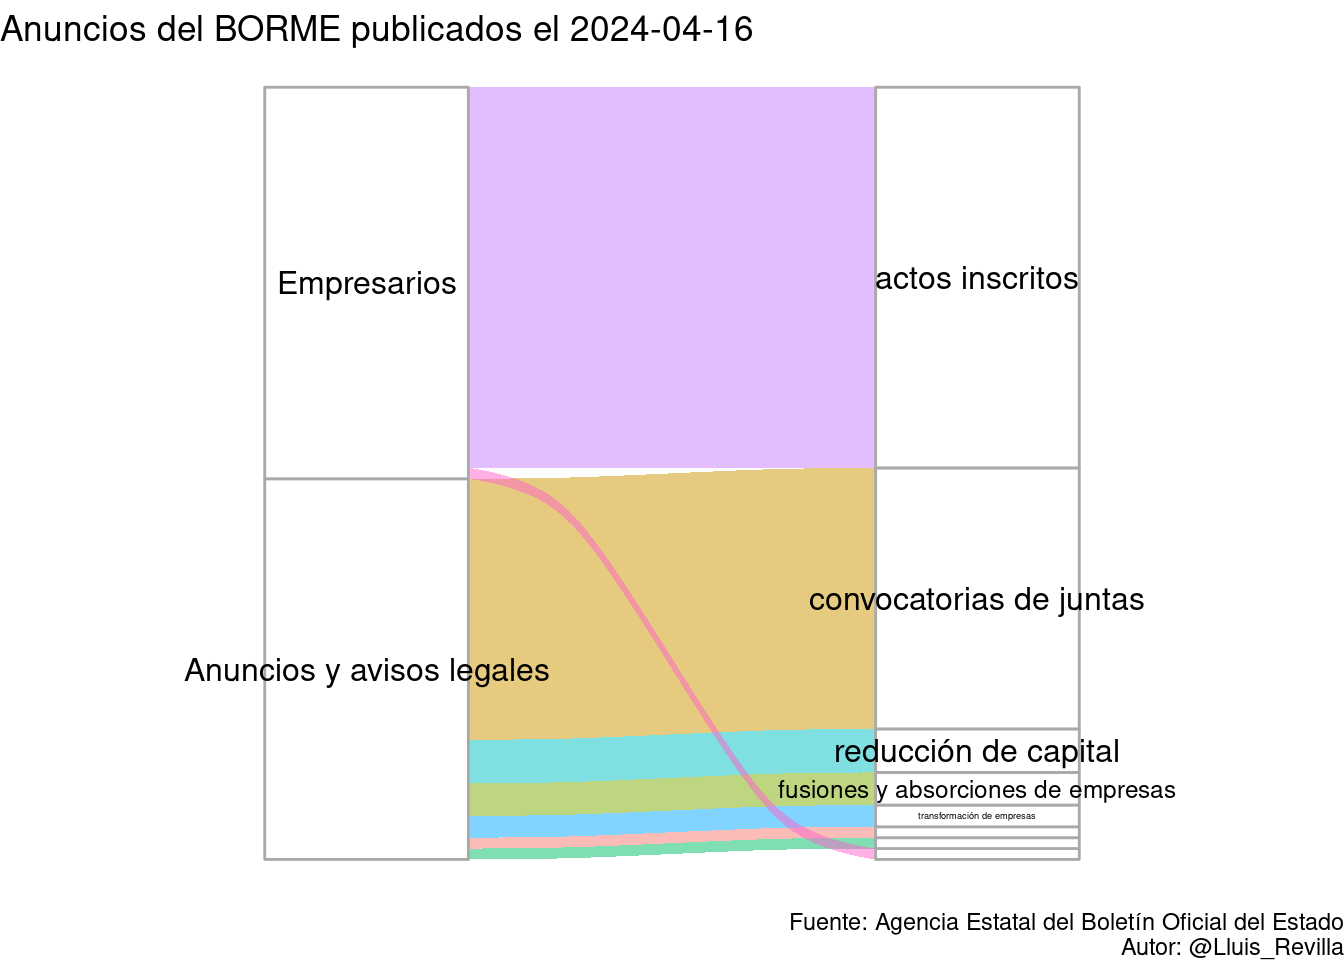 Anuncios del BORME publicados el 2024-04-16
Empresarios
actos inscritos
convocatorias de juntas
Anuncios y avisos legales
reducción de capital
fusiones y absorciones de empresas
transformación de empresas
Fuente: Agencia Estatal del Boletín Oficial del Estado
Autor: @Lluis_Revilla